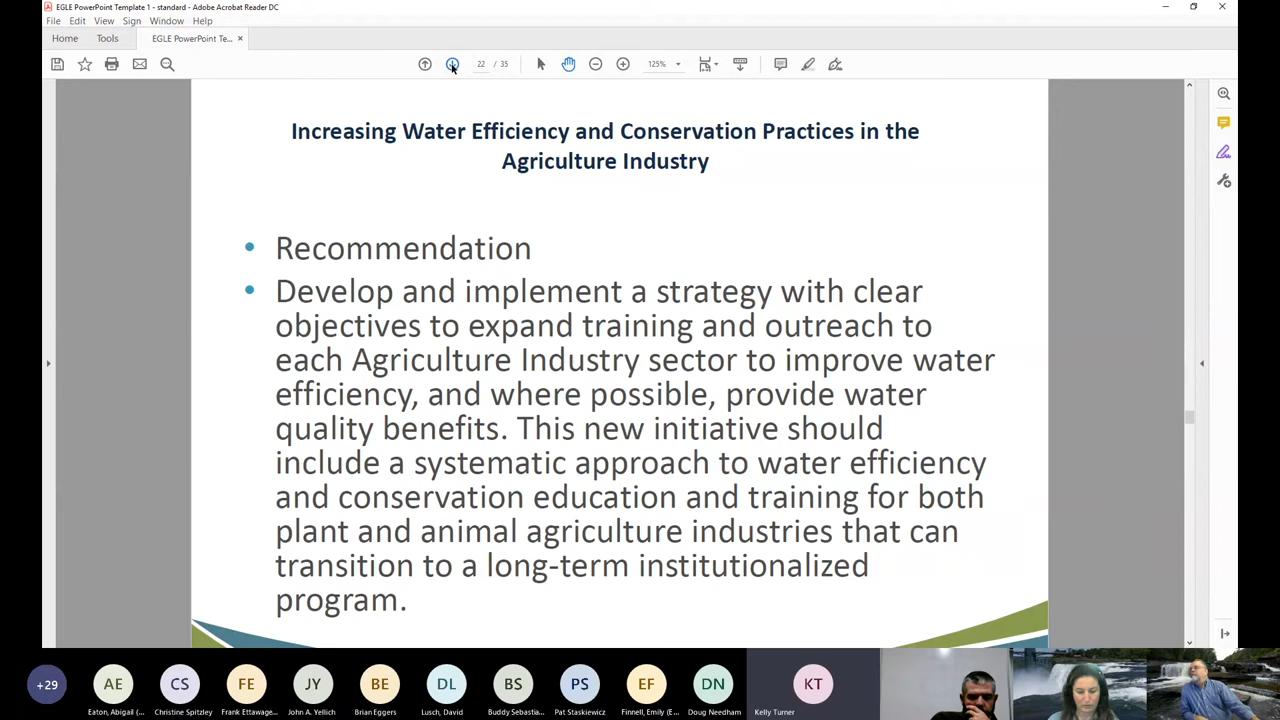 EGLE PowerPoint Template 1 - standard - Adobe Acrobat Reader DC
File Edit View Sign Window Help
Home Tools EGLE PowerPoint Te...
22 / 35 125%
Increasing Water Efficiency and Conservation Practices in the
Agriculture Industry
• Recommendation
• Develop and implement a strategy with clear
objectives to expand training and outreach to
each Agriculture Industry sector to improve water
efficiency, and where possible, provide water
quality benefits. This new initiative should
include a systematic approach to water efficiency
and conservation education and training for both
plant and animal agriculture industries that can
transition to a long-term institutionalized
program.
+29 AE CS FE JY BE DL BS PS EF DN KT
Eaton, Abigail ( Christine Spitzley Frank Ettawage... John A. Yellich Brian Eggers Lusch, David Buddy Sebastia... Pat Staskiewicz Finnell, Emily (E... Doug Needham Kelly Turner